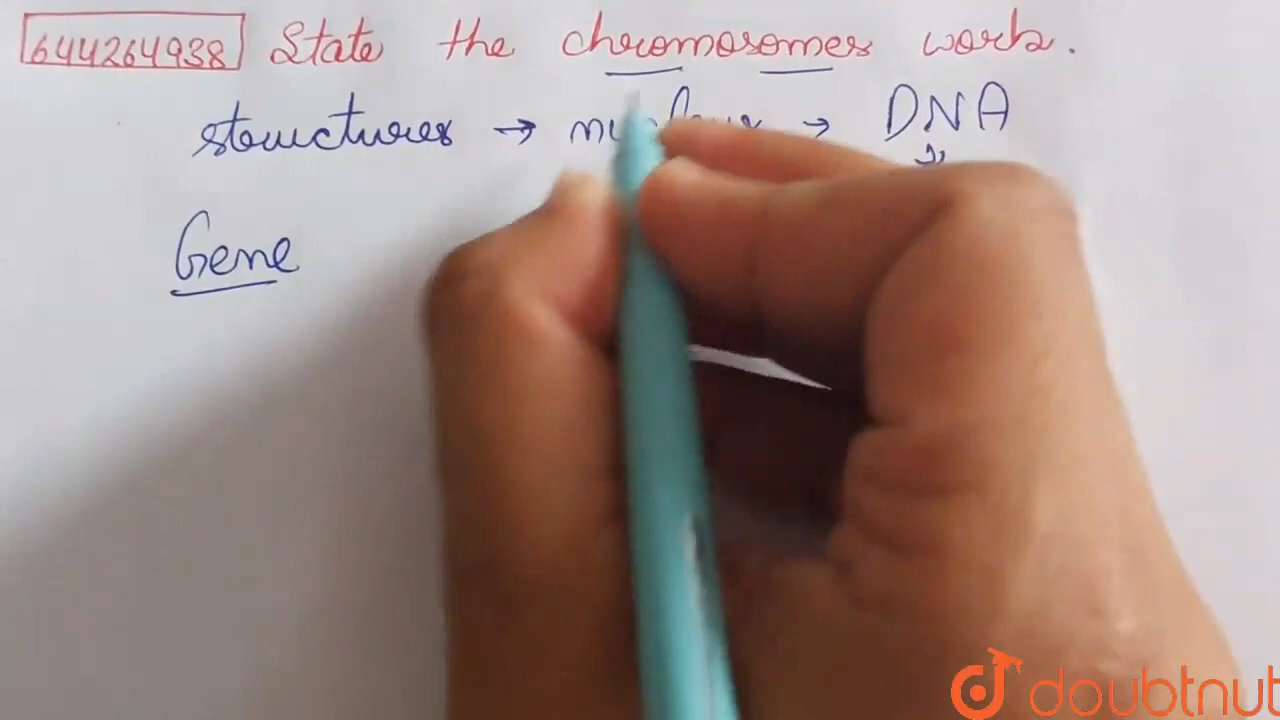 644264938 State the chromosomes work.
structures → → DNA
Gene
doubtnut